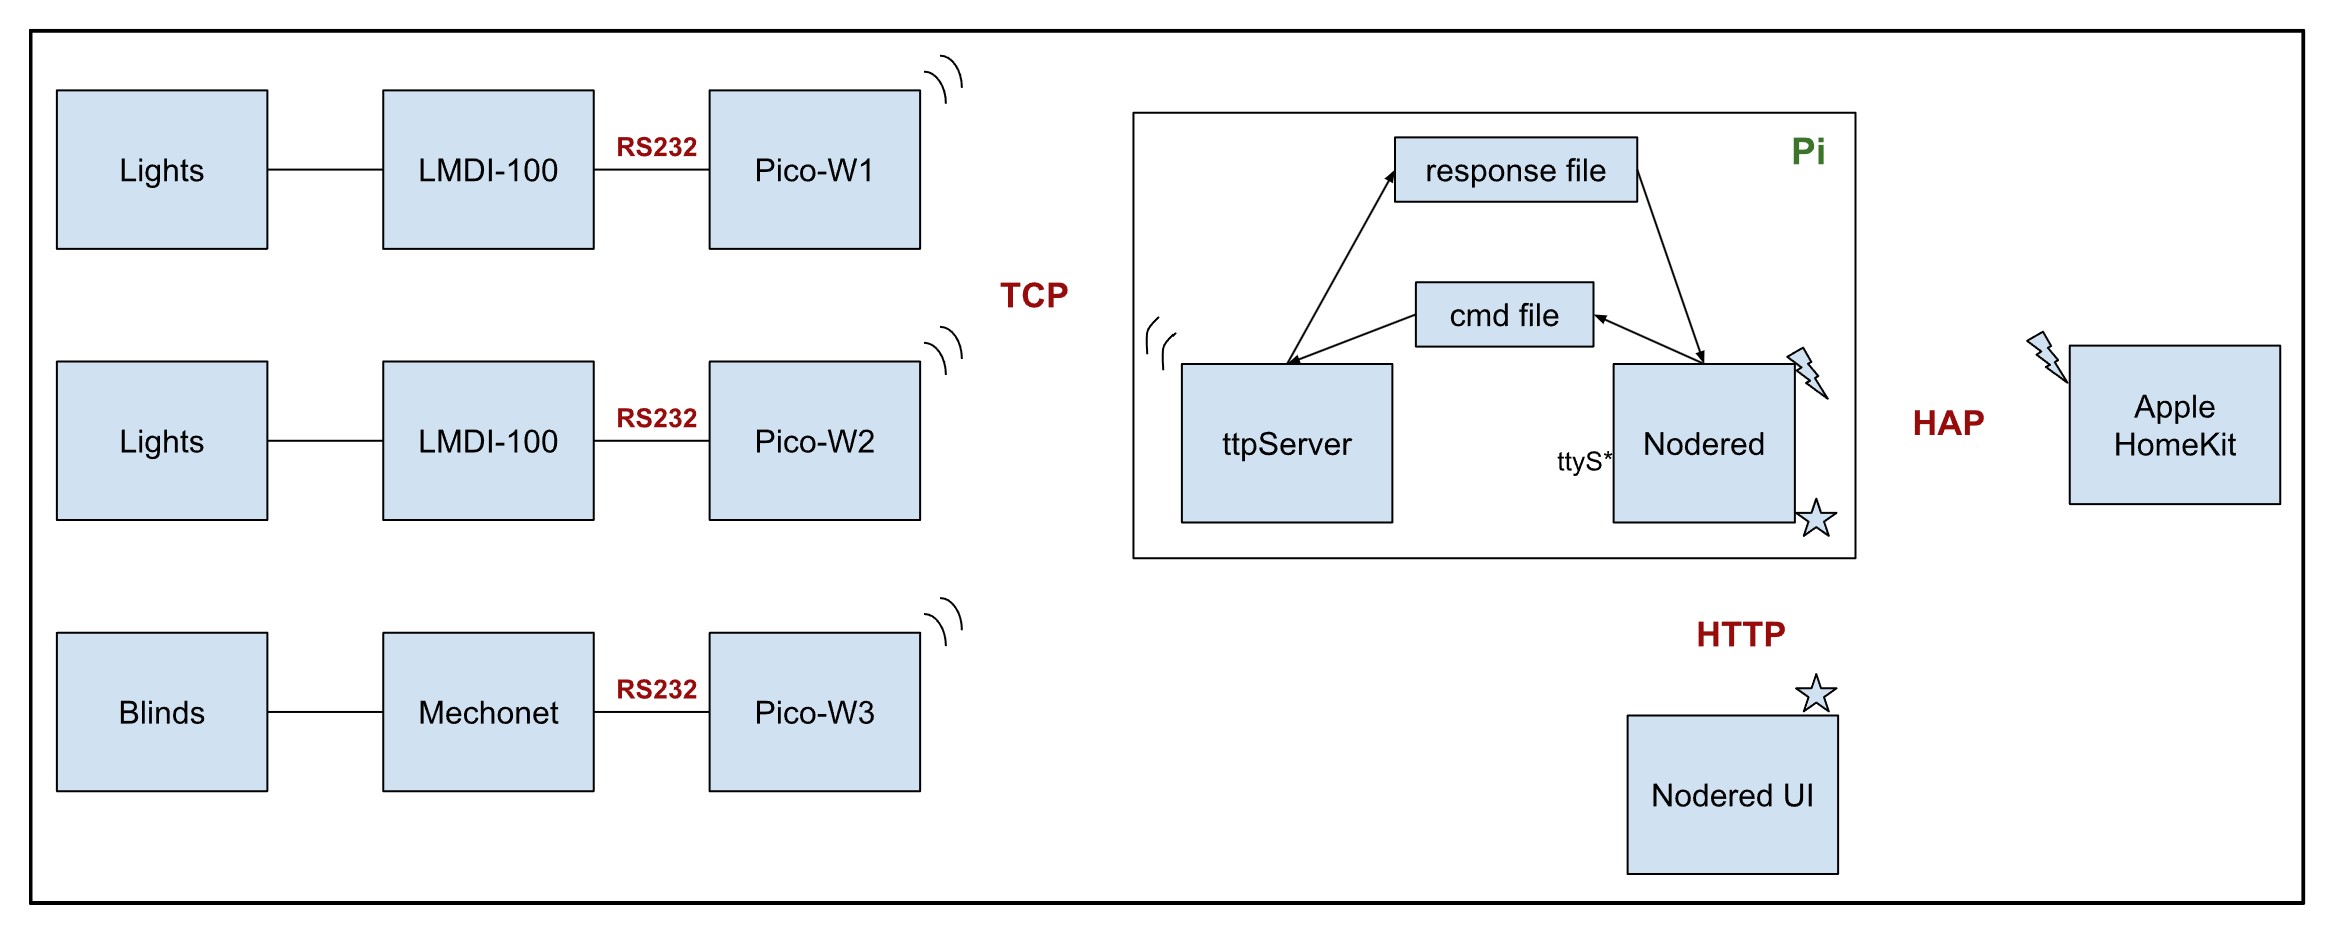 Lights
LMDI-100
RS232
Pico-W1
TCP
Lights
LMDI-100
RS232
Pico-W2
Blinds
Mechonet
RS232
Pico-W3
Pi
response file
cmd file
ttpServer
ttyS*
Nodered
HAP
Apple
HomeKit
HTTP
Nodered UI